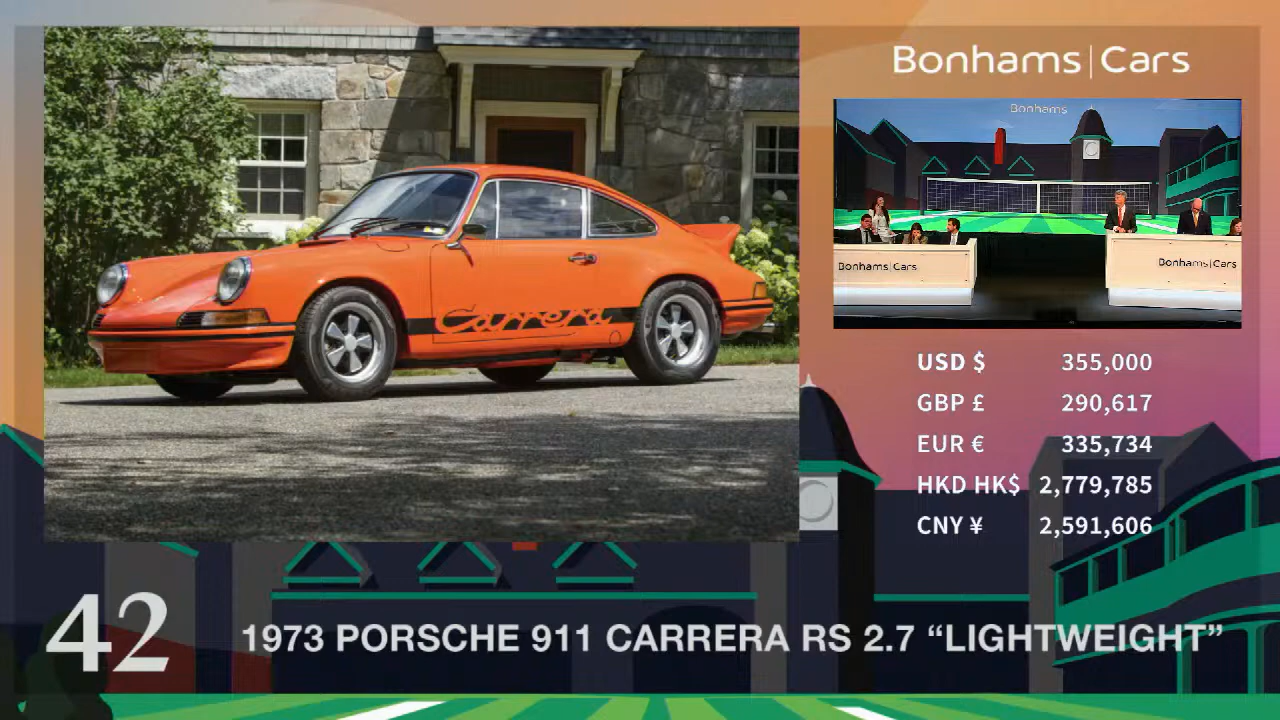 Bonhams|Cars
Bonhams
Bonhams|Cars
Bonhams|Cars
Carrera
USD $ 355,000
GBP £ 290,617
EUR € 335,734
HKD HK$ 2,779,785
CNY ¥ 2,591,606
42
1973 PORSCHE 911 CARRERA RS 2.7 “LIGHTWEIGHT”